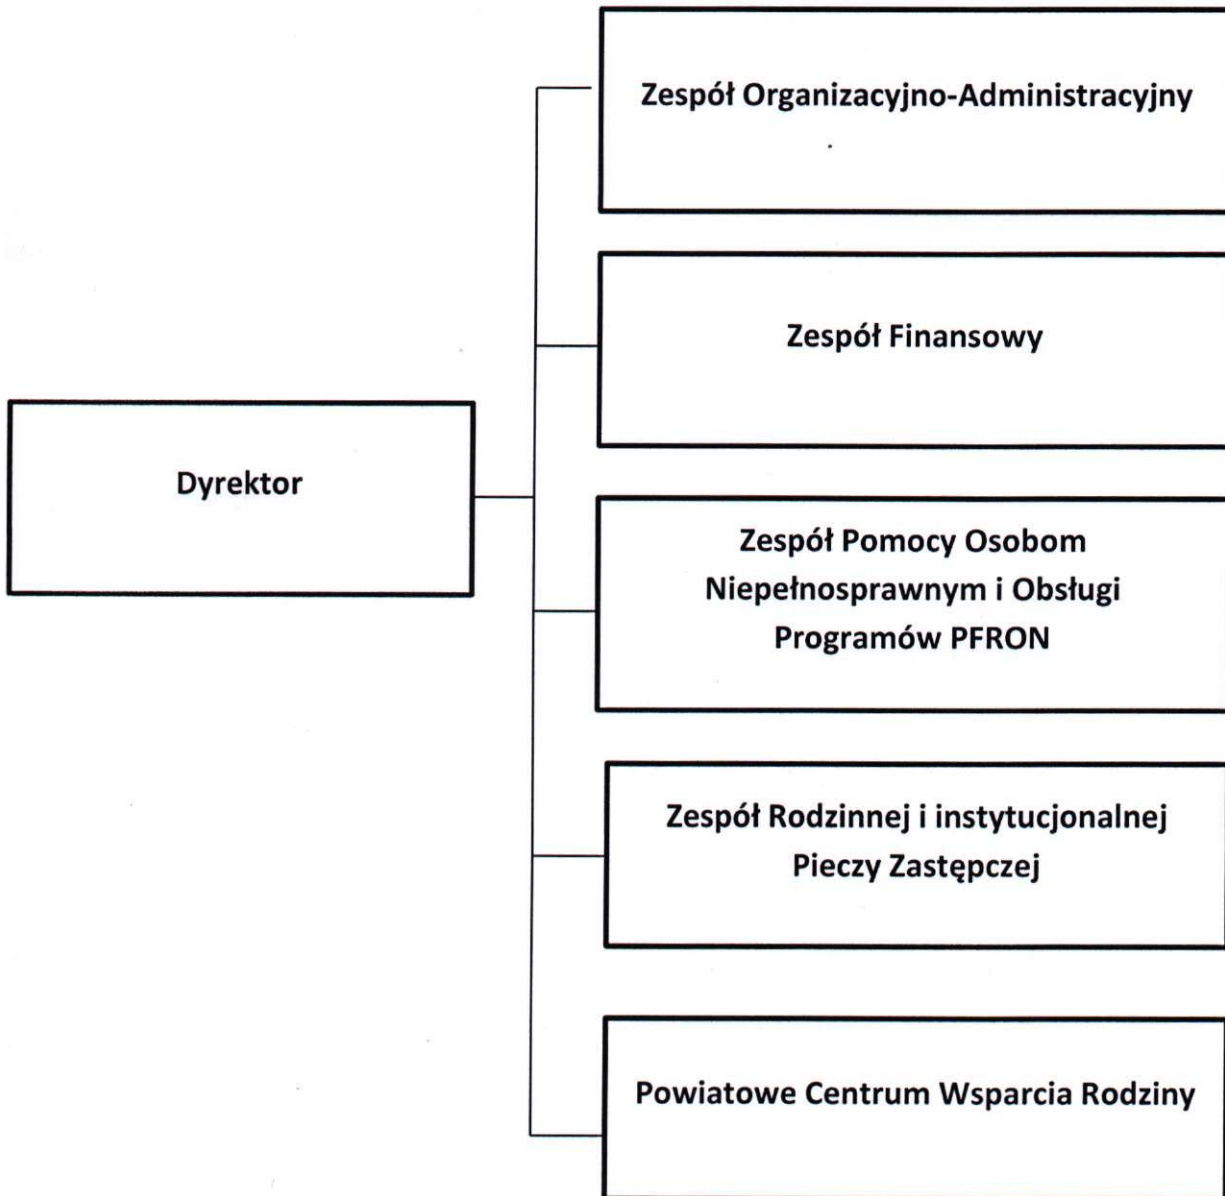 Zespół Organizacyjno-Administracyjny
Zespół Finansowy
Dyrektor
Zespół Pomocy Osobom
Niepełnosprawnym i Obsługi
Programów PFRON
Zespół Rodzinnej i instytucjonalnej
Pieczy Zastępczej
Powiatowe Centrum Wsparcia Rodziny